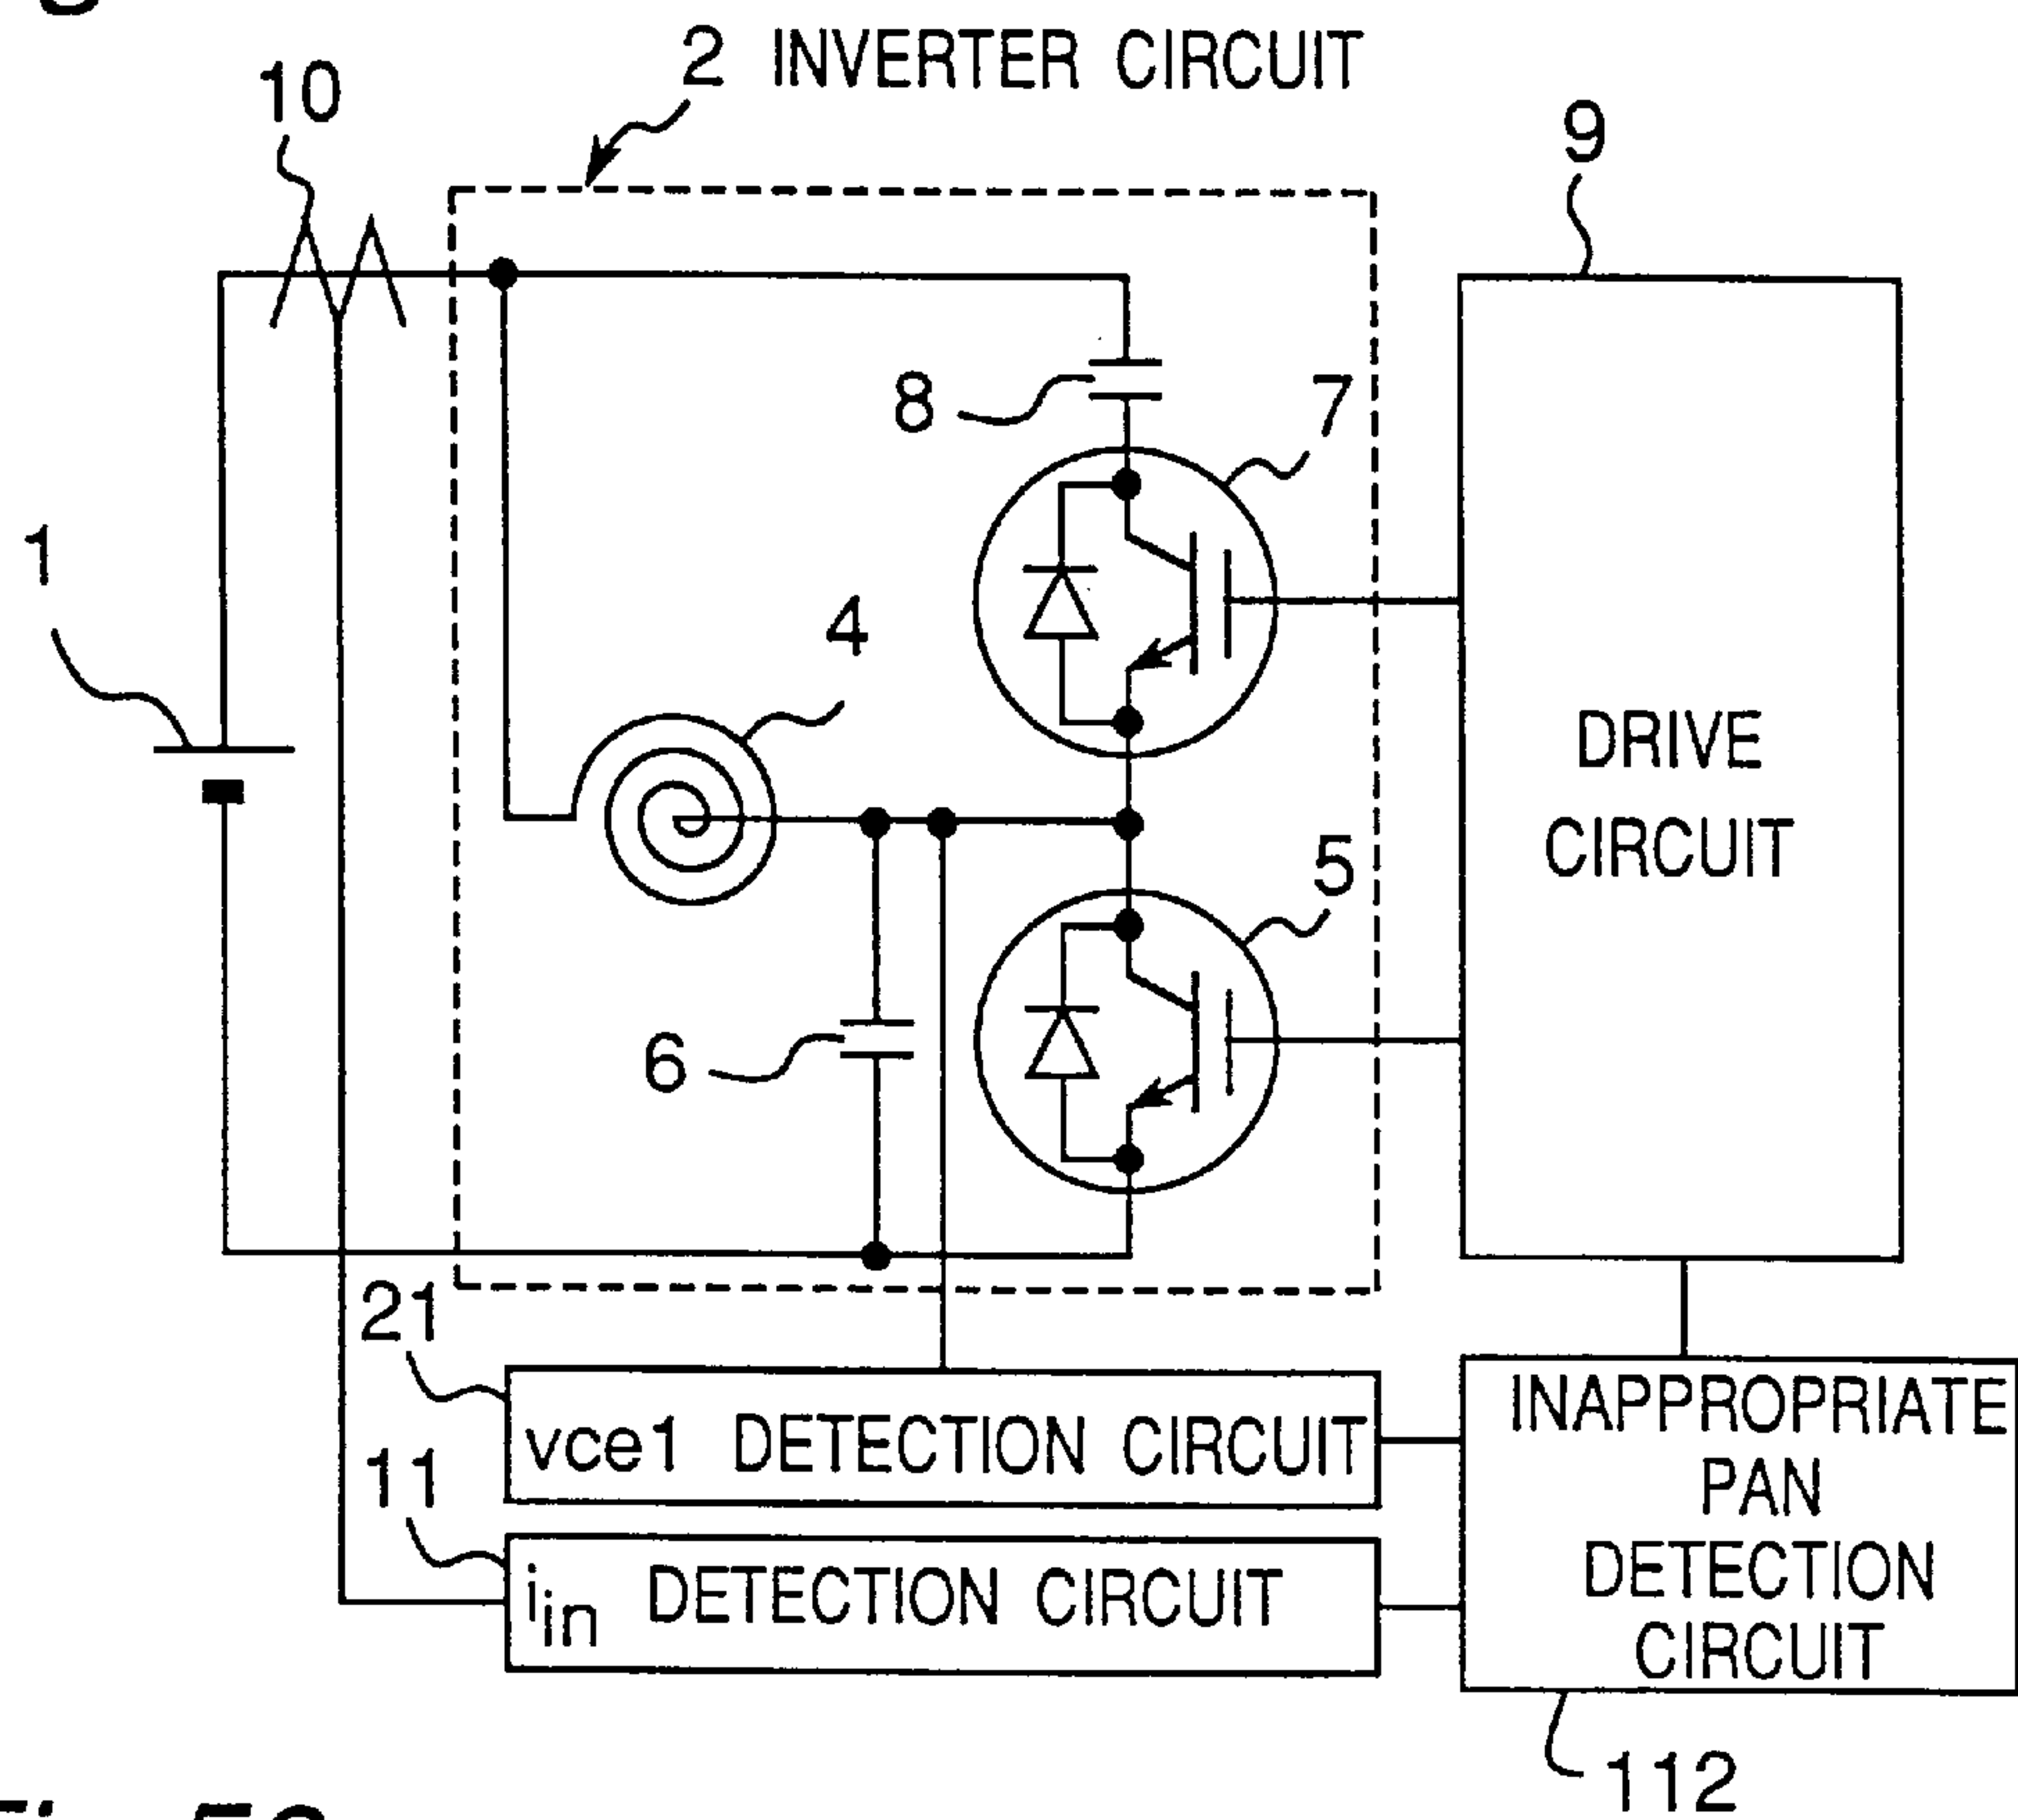 2 INVERTER CIRCUIT
10
9
8
7
1
4
DRIVE
CIRCUIT
5
6
21
vce1 DETECTION CIRCUIT
11
iin DETECTION CIRCUIT
INAPPROPRIATE
PAN
DETECTION
CIRCUIT
112